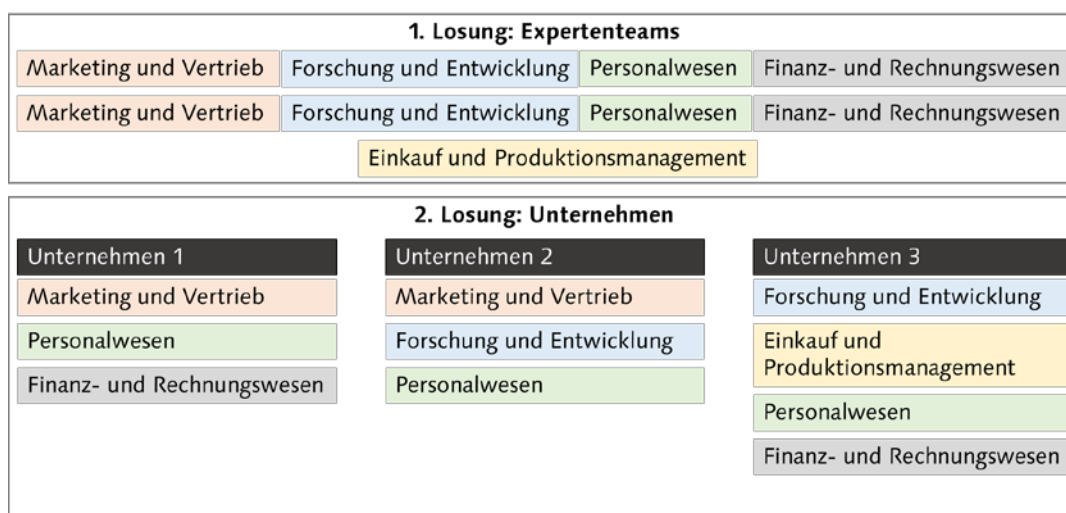 1. Losung: Expertenteams
Marketing und Vertrieb Forschung und Entwicklung Personalwesen Finanz- und Rechnungswesen
Marketing und Vertrieb Forschung und Entwicklung Personalwesen Finanz- und Rechnungswesen
Einkauf und Produktionsmanagement
2. Losung: Unternehmen
Unternehmen 1
Marketing und Vertrieb
Personalwesen
Finanz- und Rechnungswesen
Unternehmen 2
Marketing und Vertrieb
Forschung und Entwicklung
Personalwesen
Unternehmen 3
Forschung und Entwicklung
Einkauf und
Produktionsmanagement
Personalwesen
Finanz- und Rechnungswesen